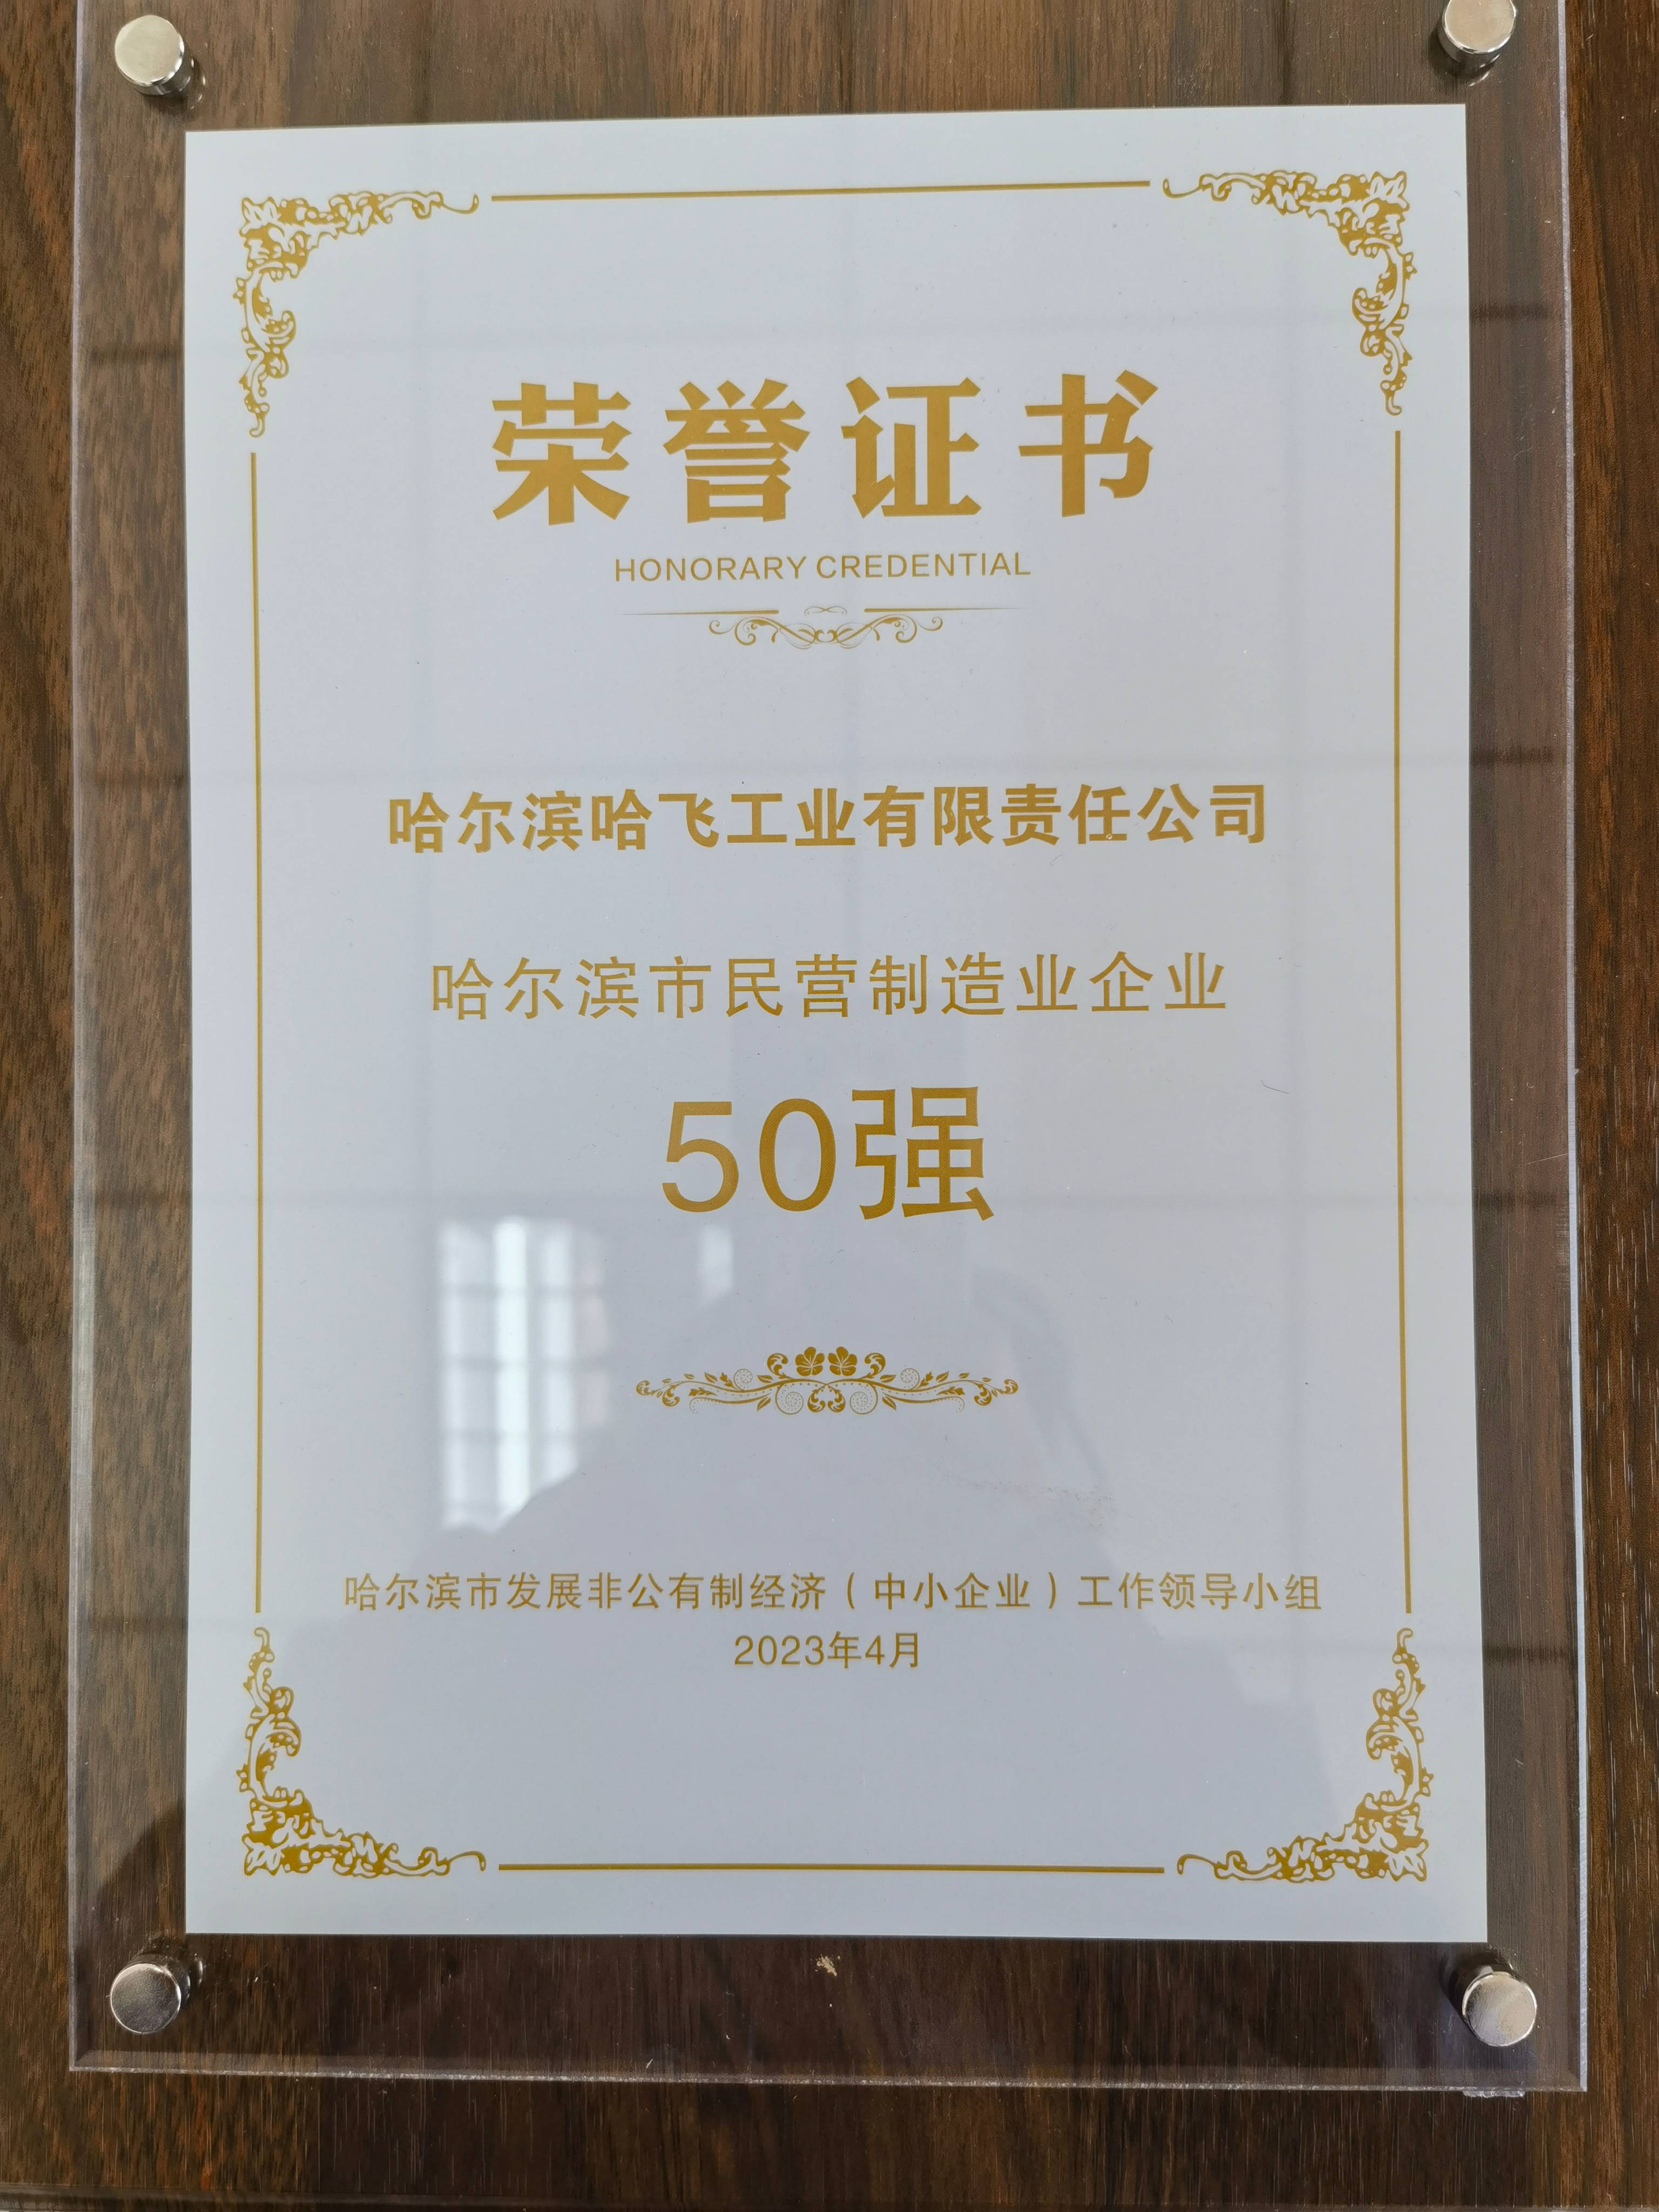 荣誉证书
HONORARY CREDENTIAL
哈尔滨哈飞工业有限责任公司
哈尔滨市民营制造业企业
50强
哈尔滨市发展非公有制经济（中小企业）工作领导小组
2023年4月